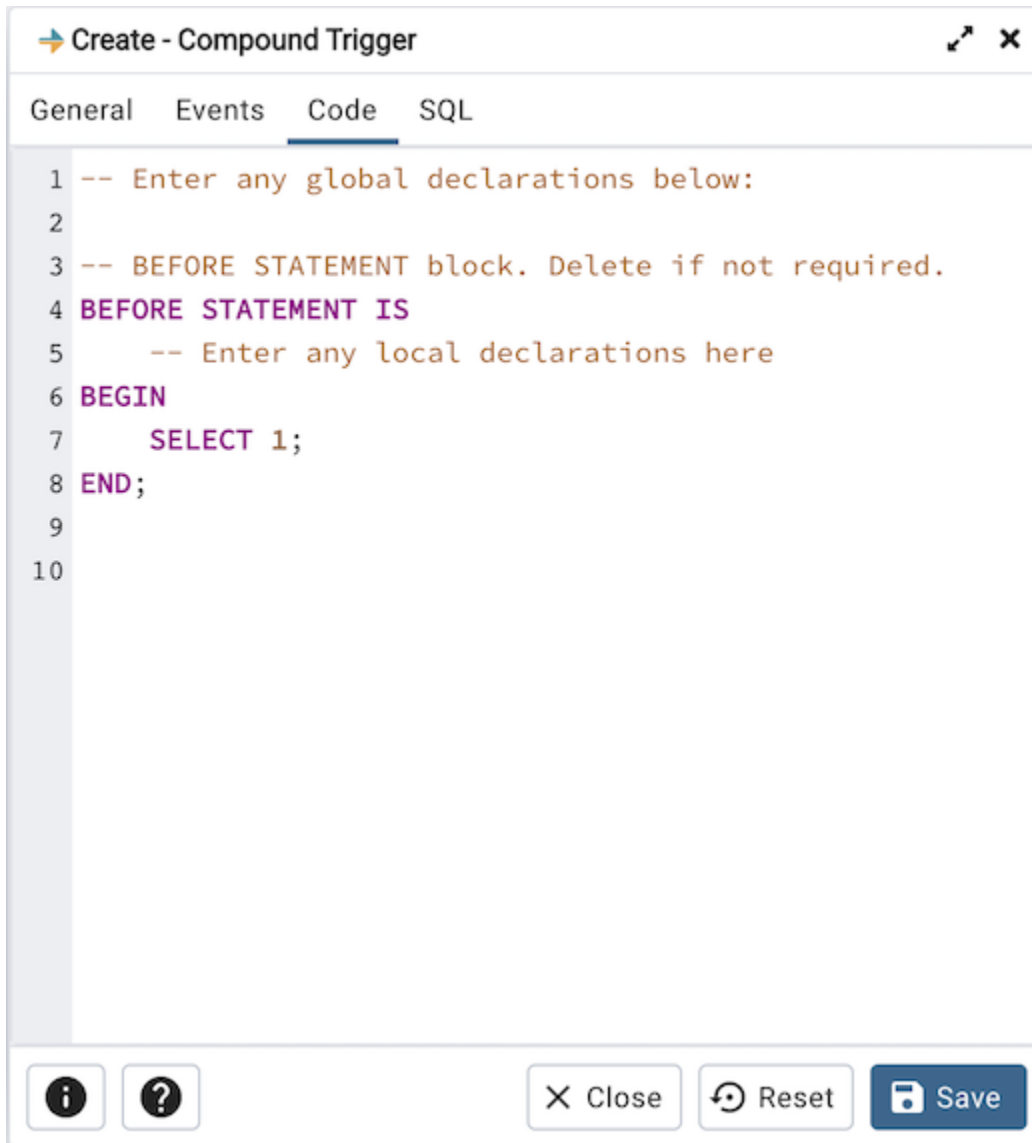 Create - Compound Trigger
General Events Code SQL
1 -- Enter any global declarations below:
2
3 -- BEFORE STATEMENT block. Delete if not required.
4 BEFORE STATEMENT IS
5     -- Enter any local declarations here
6 BEGIN
7     SELECT 1;
8 END;
9
10
Close Reset Save